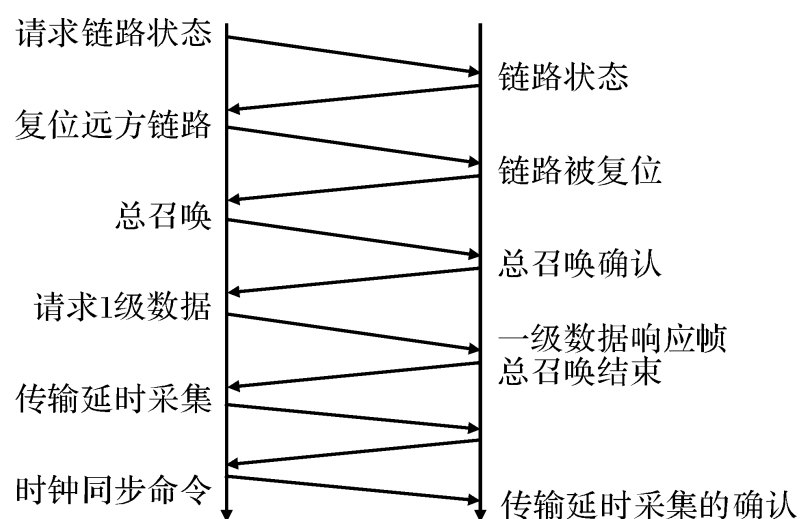 请求链路状态
链路状态
复位远方链路
链路被复位
总召唤
总召唤确认
请求1级数据
一级数据响应帧
总召唤结束
传输延时采集
时钟同步命令
传输延时采集的确认